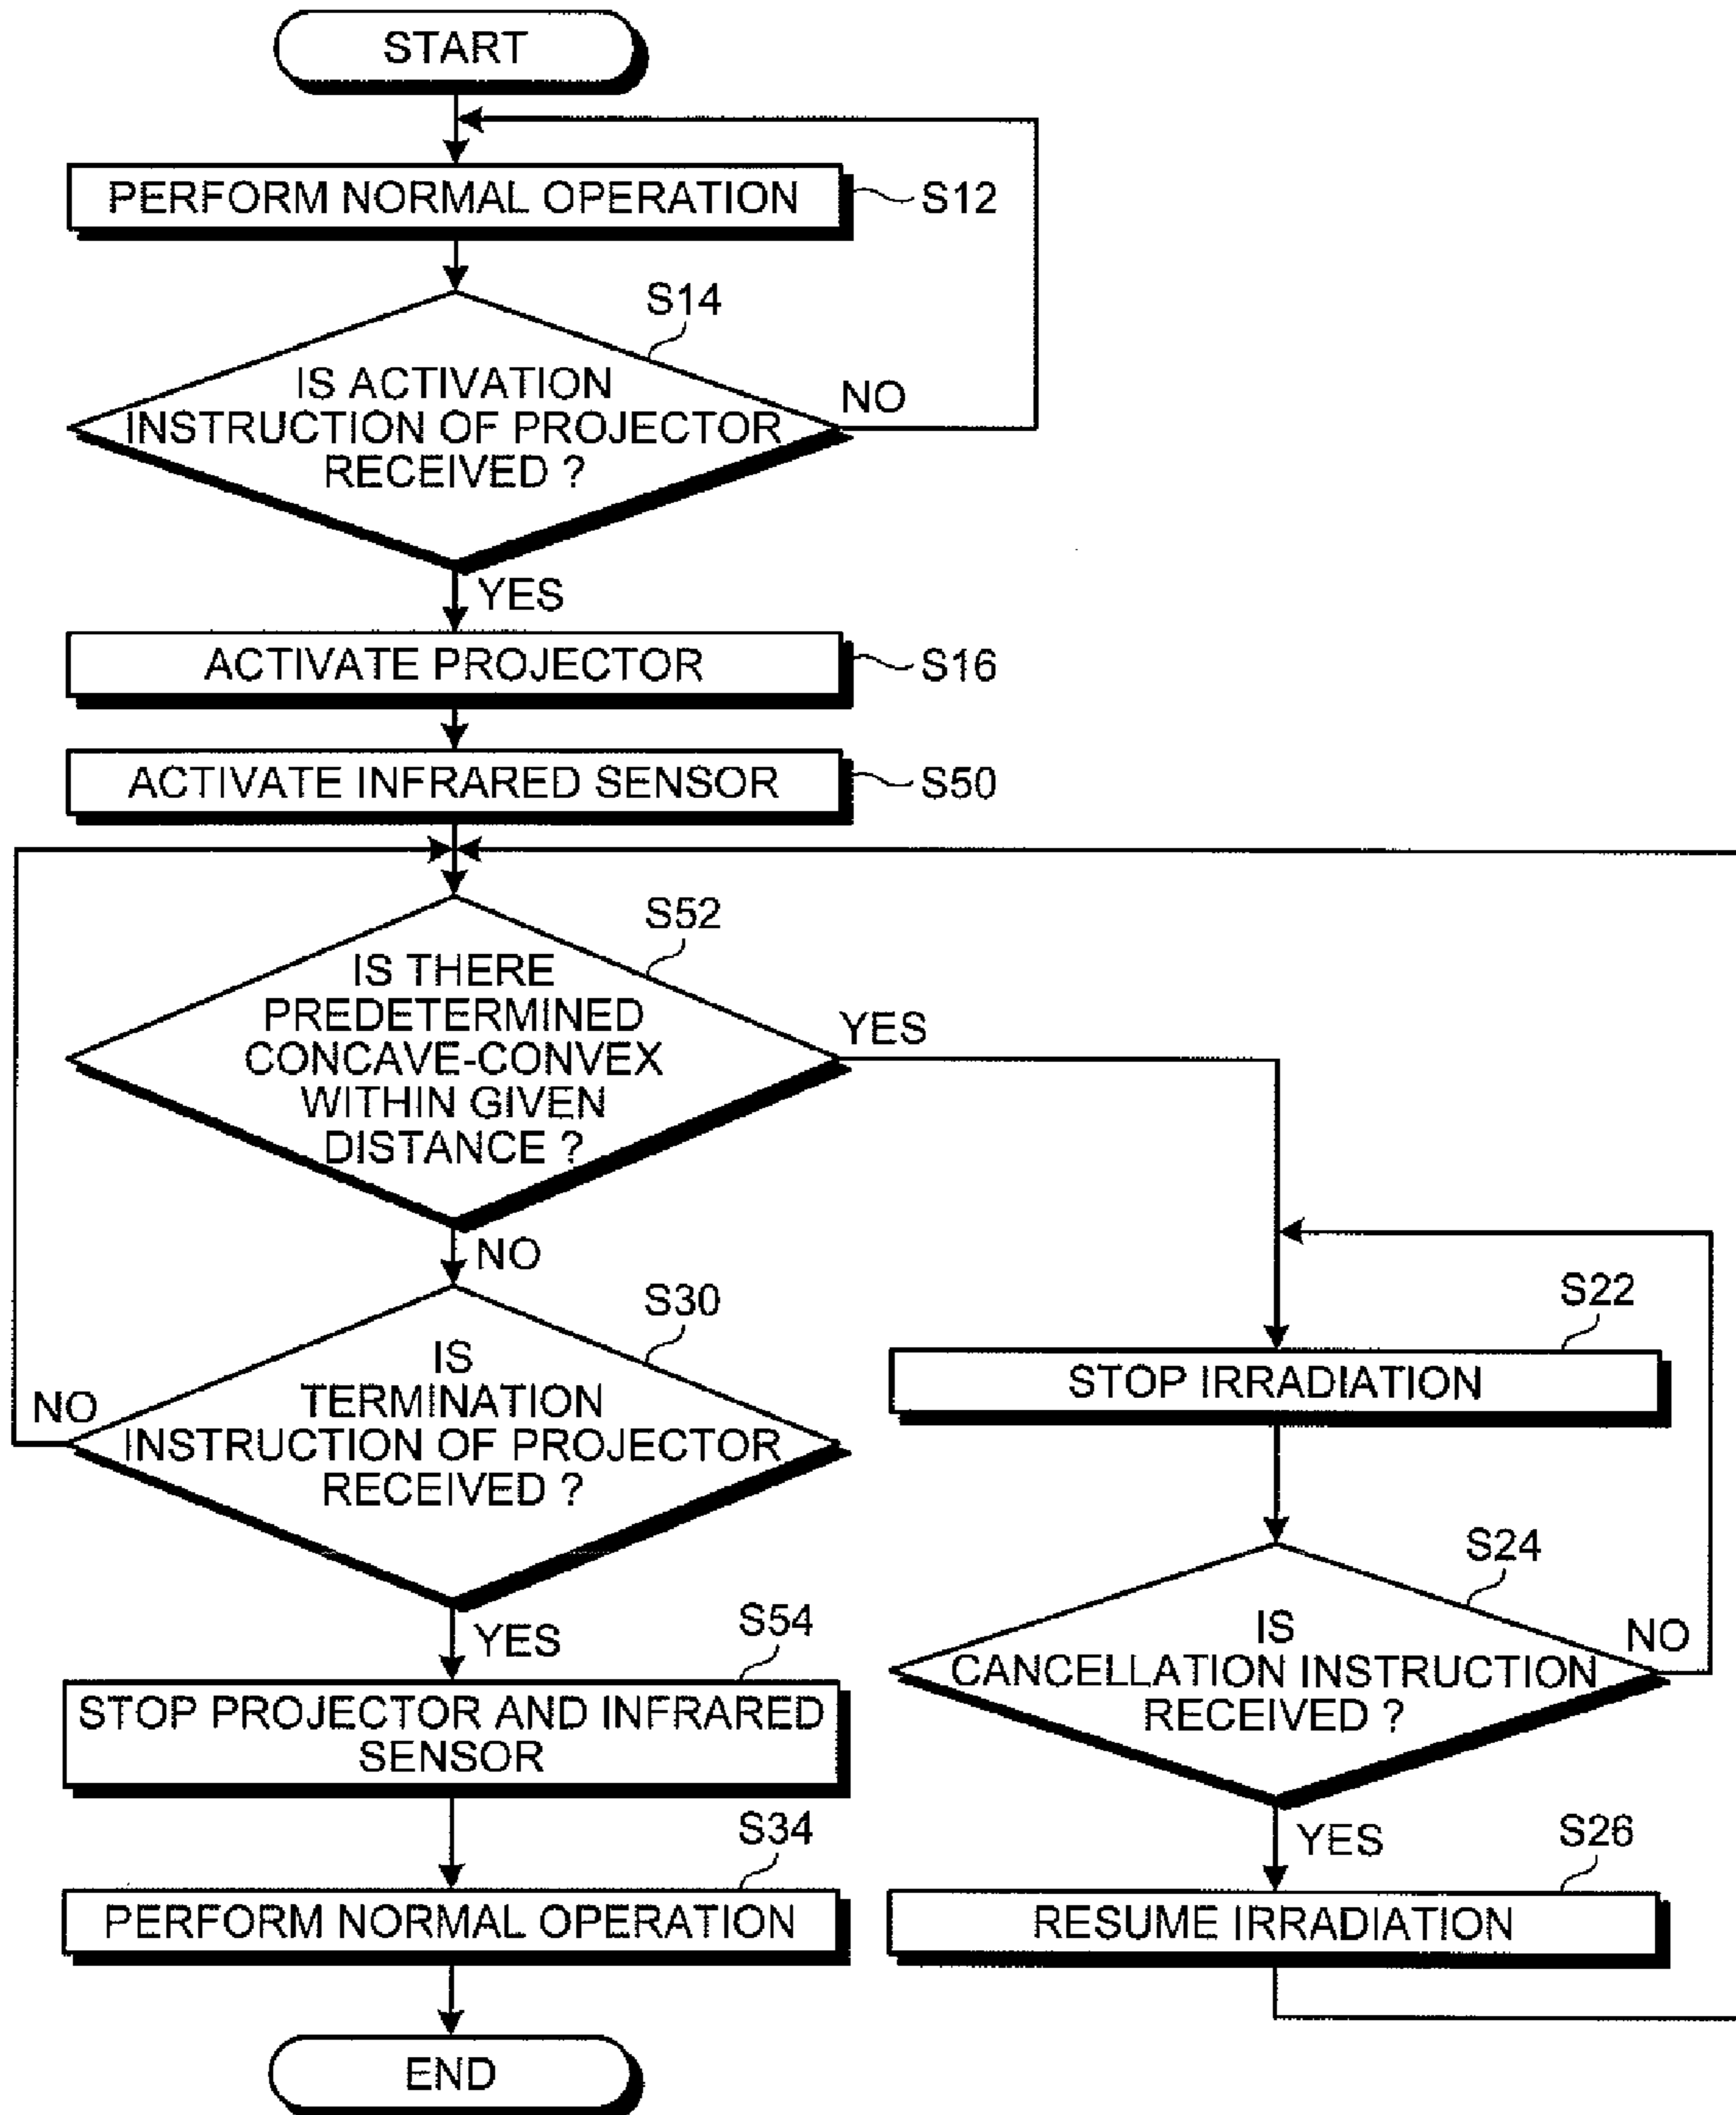 START
PERFORM NORMAL OPERATION
S12
S14
IS ACTIVATION
INSTRUCTION OF PROJECTOR
RECEIVED ?
NO
YES
ACTIVATE PROJECTOR
S16
ACTIVATE INFRARED SENSOR
S50
S52
IS THERE
PREDETERMINED
CONCAVE-CONVEX
WITHIN GIVEN
DISTANCE ?
YES
NO
S30
IS
TERMINATION
INSTRUCTION OF PROJECTOR
RECEIVED ?
NO
YES
S54
STOP PROJECTOR AND INFRARED
SENSOR
S34
PERFORM NORMAL OPERATION
END
S22
STOP IRRADIATION
S24
IS
CANCELLATION INSTRUCTION
RECEIVED ?
NO
YES
S26
RESUME IRRADIATION